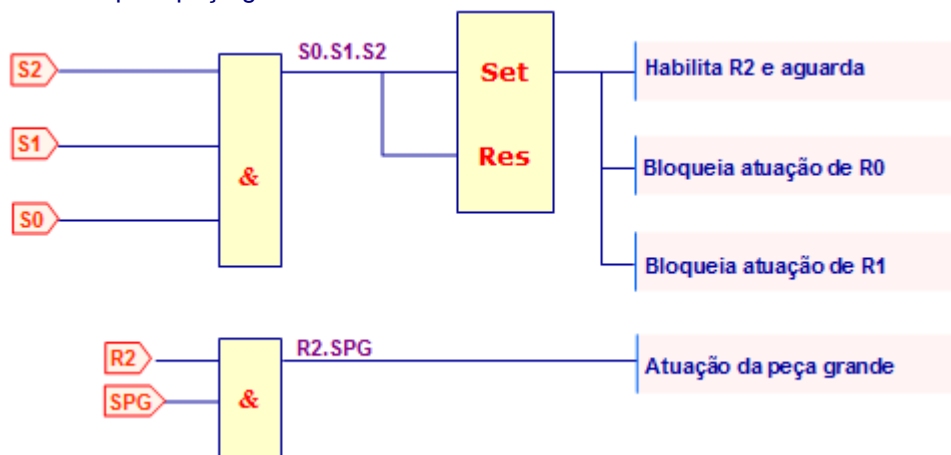 S2
S0.S1.S2
Set
Habilita R2 e aguarda
S1
Res
Bloqueia atuação de R0
&
S0
Bloqueia atuação de R1
R2
R2.SPG
Atuação da peça grande
SPG
&